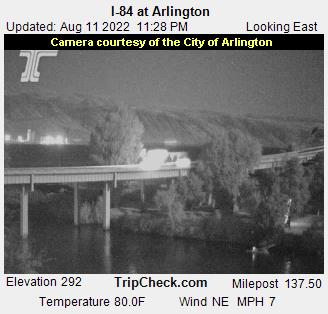 I-84 at Arlington
Updated: Aug 11 2022 11:28 PM Looking East
Camera courtesy of the City of Arlington
Elevation 292 TripCheck.com Milepost 137.50
Temperature 80.0F Wind NE MPH 7